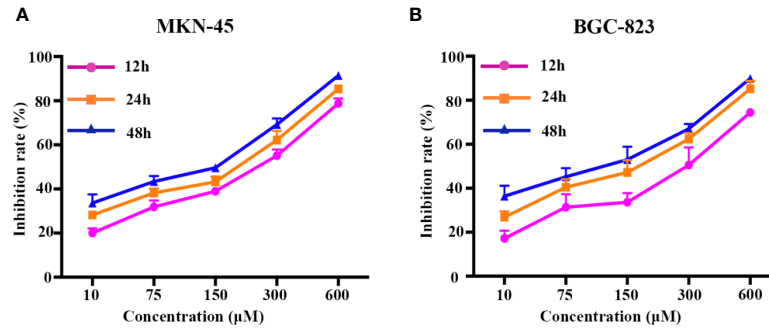 A
MKN-45
Inhibition rate (%)
100
80
60
40
20
0
12h
24h
48h
10 75 150 300 600
Concentration (μM)
B
BGC-823
Inhibition rate (%)
100
80
60
40
20
0
12h
24h
48h
10 75 150 300 600
Concentration (μM)